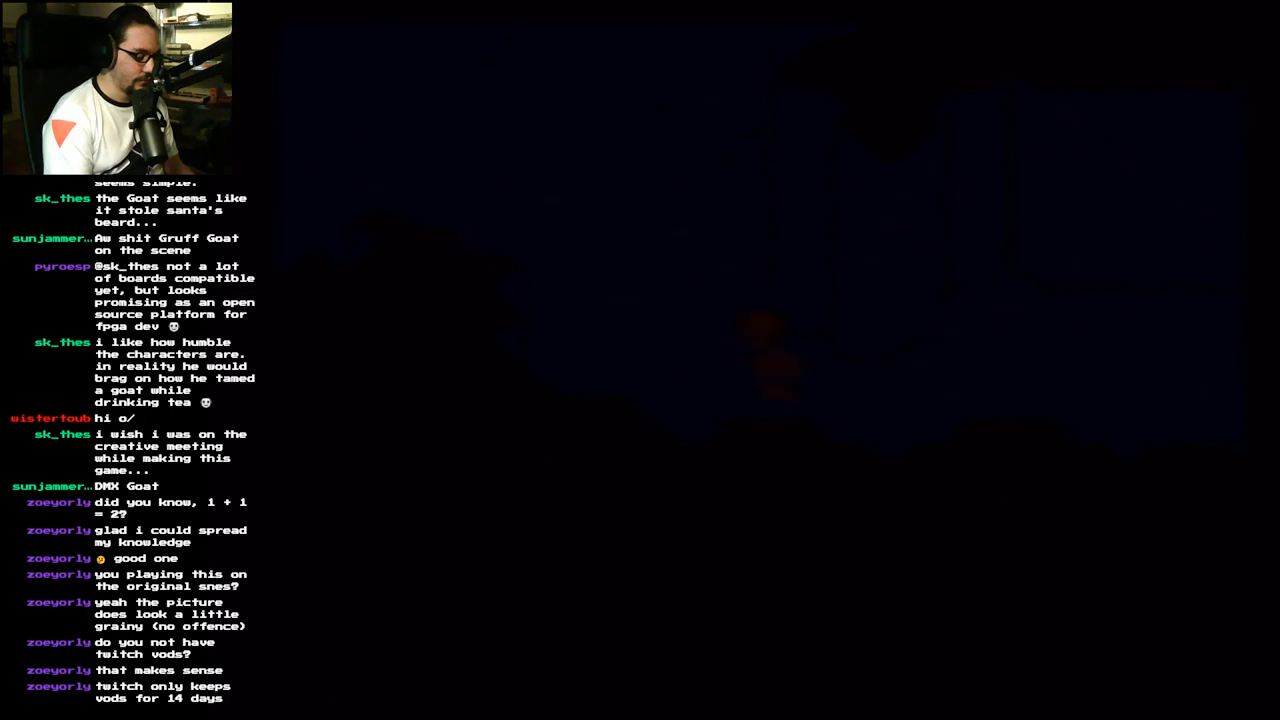 seems simple.
sk_thes the Goat seems like
it stole santa's
beard...
sunjammer… Aw shit Gruff Goat
on the scene
pyroesp @sk_thes not a lot
of boards compatible
yet, but looks
promising as an open
source platform for
fpga dev
sk_thes i like how humble
the characters are.
in reality he would
brag on how he tamed
a goat while
drinking tea
wistertoub hi o/
sk_thes i wish i was on the
creative meeting
while making this
game...
sunjammer… DMX Goat
zoeyorly did you know, 1 + 1
= 2?
zoeyorly glad i could spread
my knowledge
zoeyorly good one
zoeyorly you playing this on
the original snes?
zoeyorly yeah the picture
does look a little
grainy (no offence)
zoeyorly do you not have
twitch vods?
zoeyorly that makes sense
zoeyorly twitch only keeps
vods for 14 days